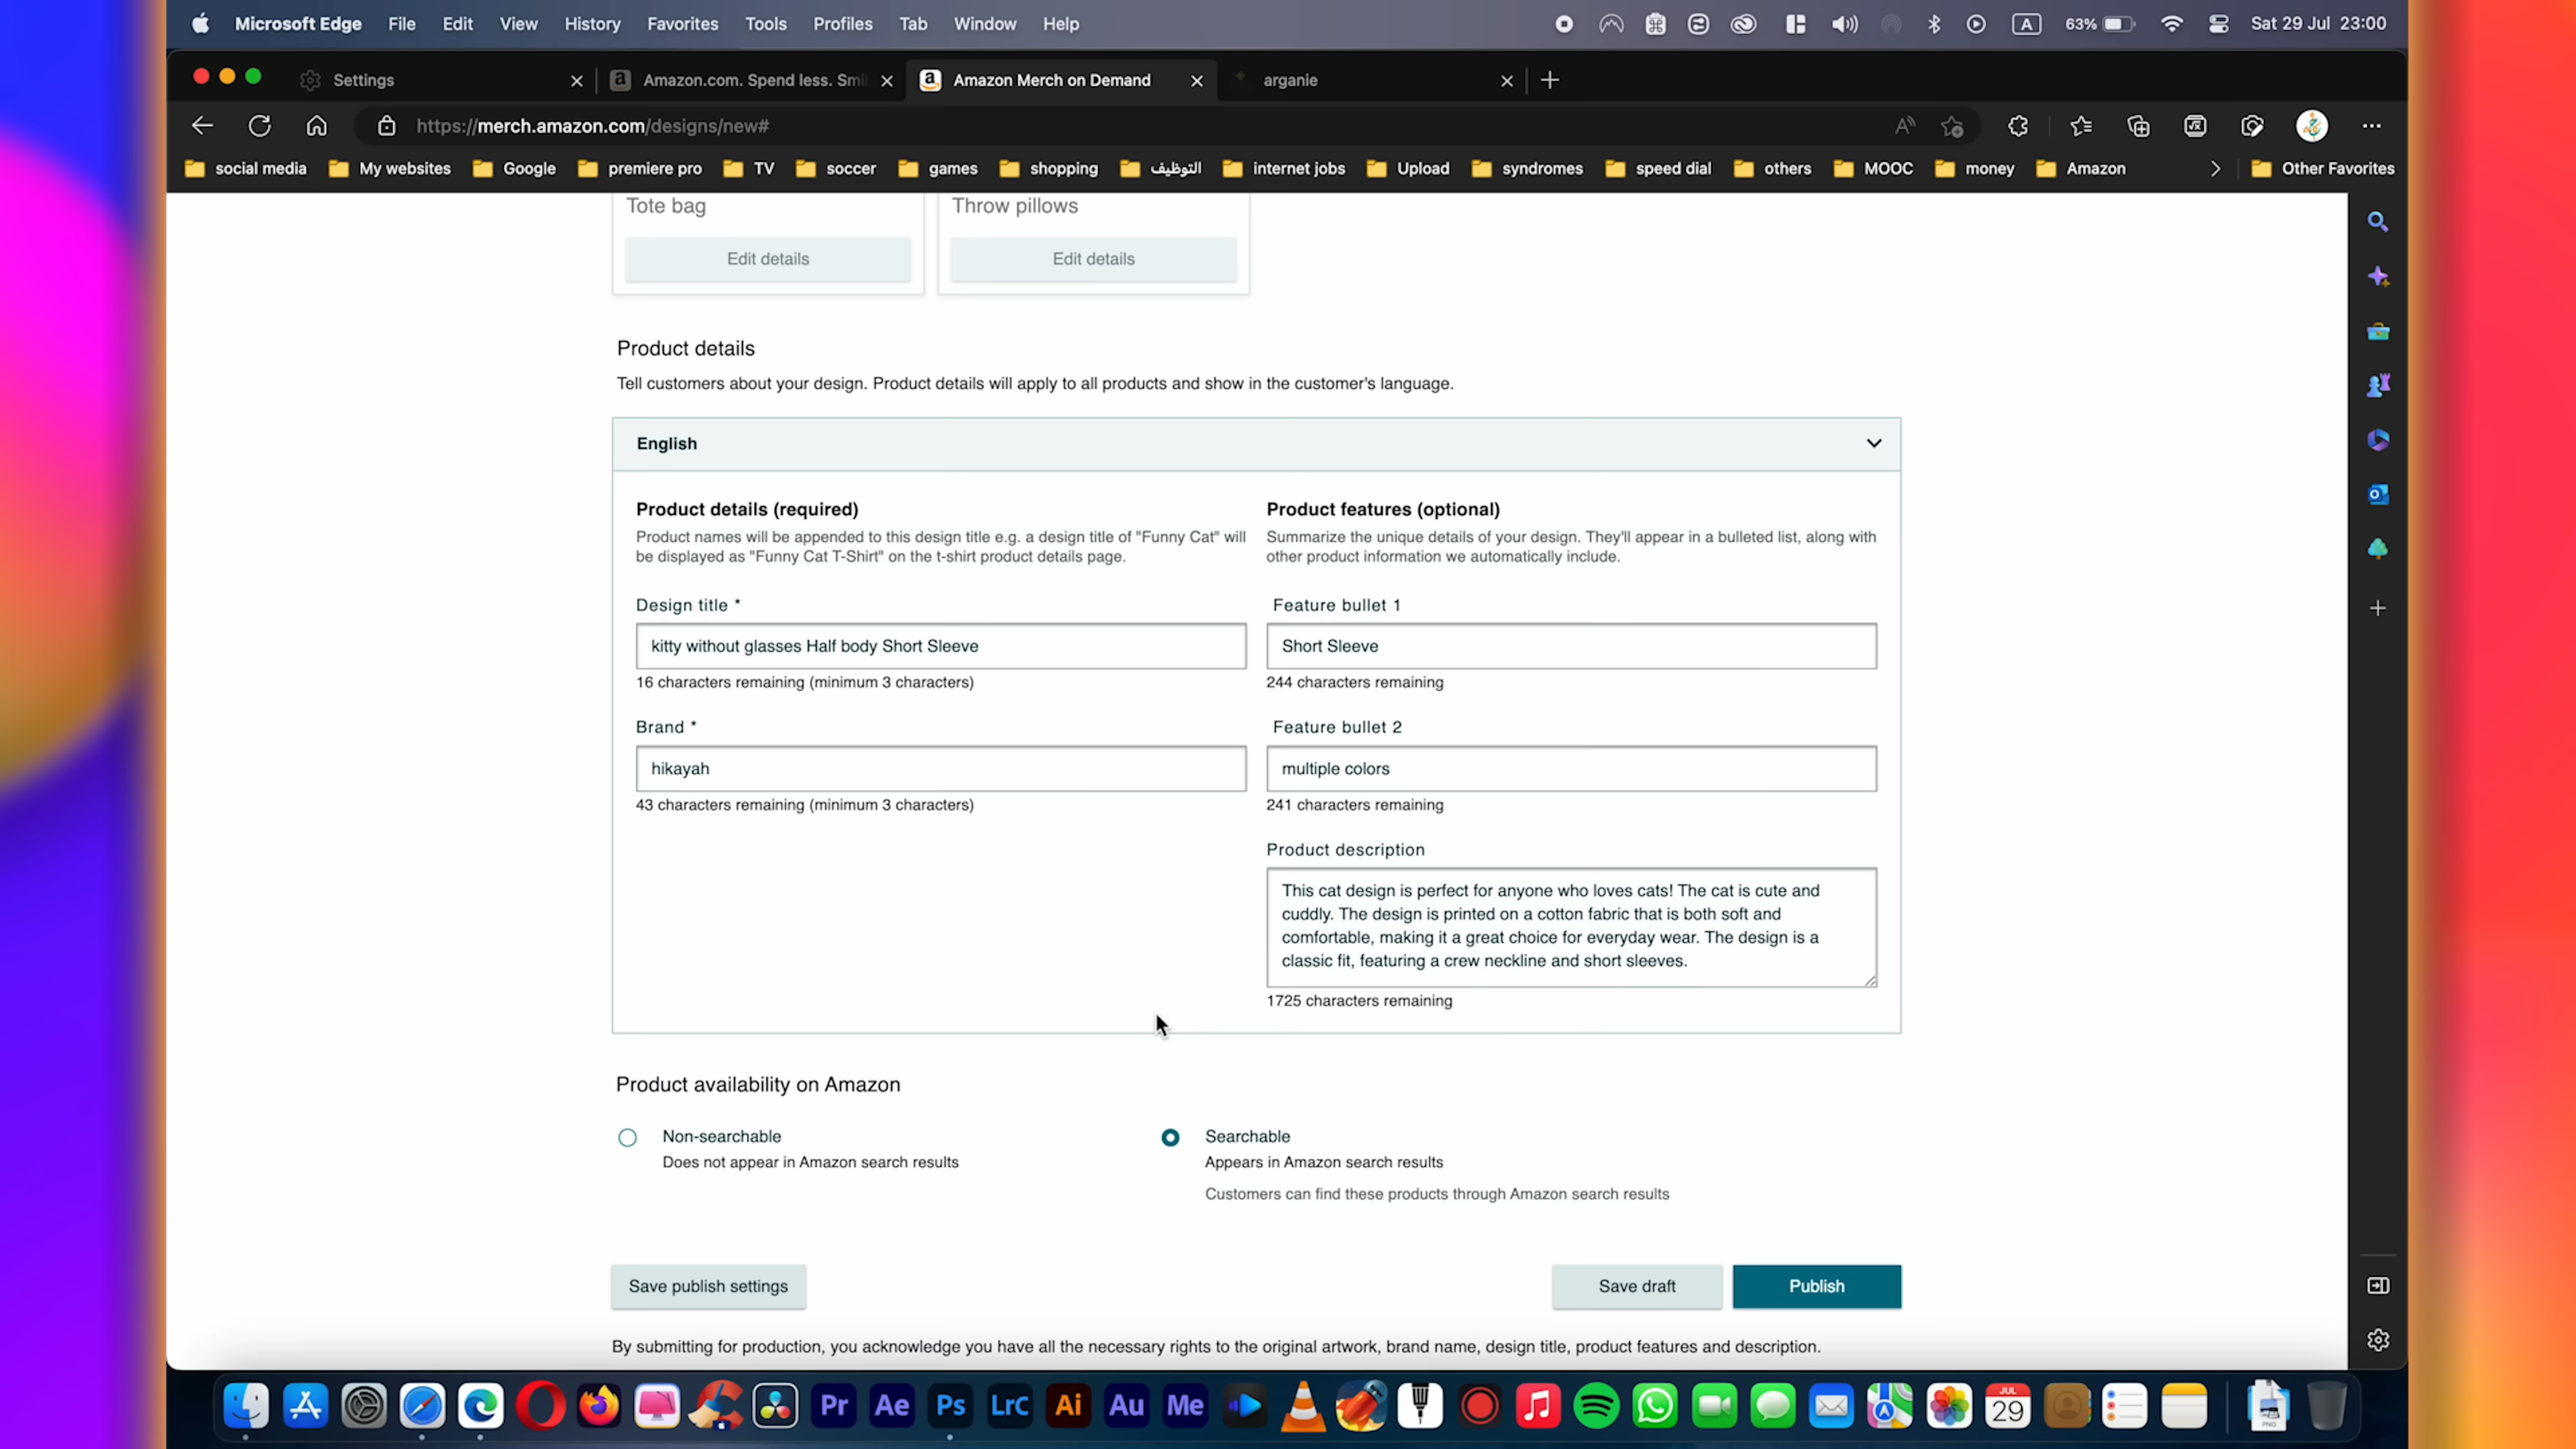 Microsoft Edge File Edit View History Favorites Tools Profiles Tab Window Help A 63% Sat 29 Jul 23:00
Settings Amazon.com. Spend less. Smi Amazon Merch on Demand arganie
https://merch.amazon.com/designs/new#
social media My websites Google premiere pro TV soccer games shopping التوظيف internet jobs Upload syndromes speed dial others MOOC money Amazon Other Favorites
Tote bag Throw pillows
Edit details Edit details
Product details
Tell customers about your design. Product details will apply to all products and show in the customer's language.
English
Product details (required)
Product names will be appended to this design title e.g. a design title of "Funny Cat" will
be displayed as "Funny Cat T-Shirt" on the t-shirt product details page.
Design title *
kitty without glasses Half body Short Sleeve
16 characters remaining (minimum 3 characters)
Brand *
hikayah
43 characters remaining (minimum 3 characters)
Product features (optional)
Summarize the unique details of your design. They'll appear in a bulleted list, along with
other product information we automatically include.
Feature bullet 1
Short Sleeve
244 characters remaining
Feature bullet 2
multiple colors
241 characters remaining
Product description
This cat design is perfect for anyone who loves cats! The cat is cute and
cuddly. The design is printed on a cotton fabric that is both soft and
comfortable, making it a great choice for everyday wear. The design is a
classic fit, featuring a crew neckline and short sleeves.
1725 characters remaining
Product availability on Amazon
Non-searchable
Does not appear in Amazon search results
Searchable
Appears in Amazon search results
Customers can find these products through Amazon search results
Save publish settings Save draft Publish
By submitting for production, you acknowledge you have all the necessary rights to the original artwork, brand name, design title, product features and description.
Pr Ae Ps LrC Ai Au Me JUL 29 PNG